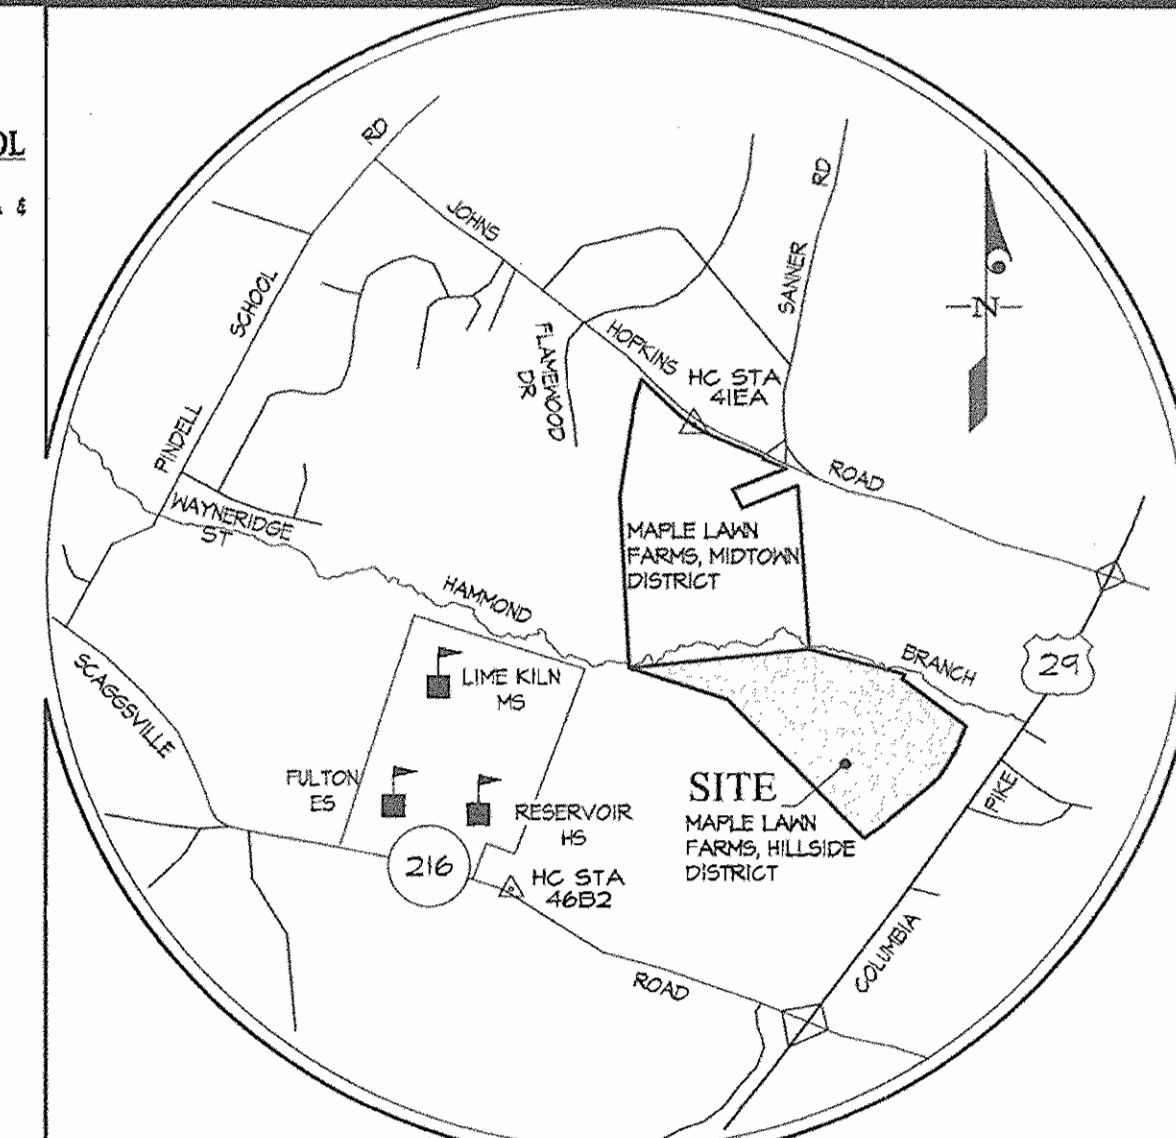 OL
&
RD
JOHNS
SANNER RD
SCHOOL
-N-
FLAMEWOOD
DR
HOPKINS
HC STA
41EA
PINDELL
ROAD
WAYNERIDGE
ST
MAPLE LAWN
FARMS, MIDTOWN
DISTRICT
HAMMOND
BRANCH
29
SCAGGSVILLE
LIME KILN
MS
FULTON
ES
RESERVOIR
HS
SITE
MAPLE LAWN
FARMS, HILLSIDE
DISTRICT
PIKE
216
HC STA
46B2
COLUMBIA
ROAD